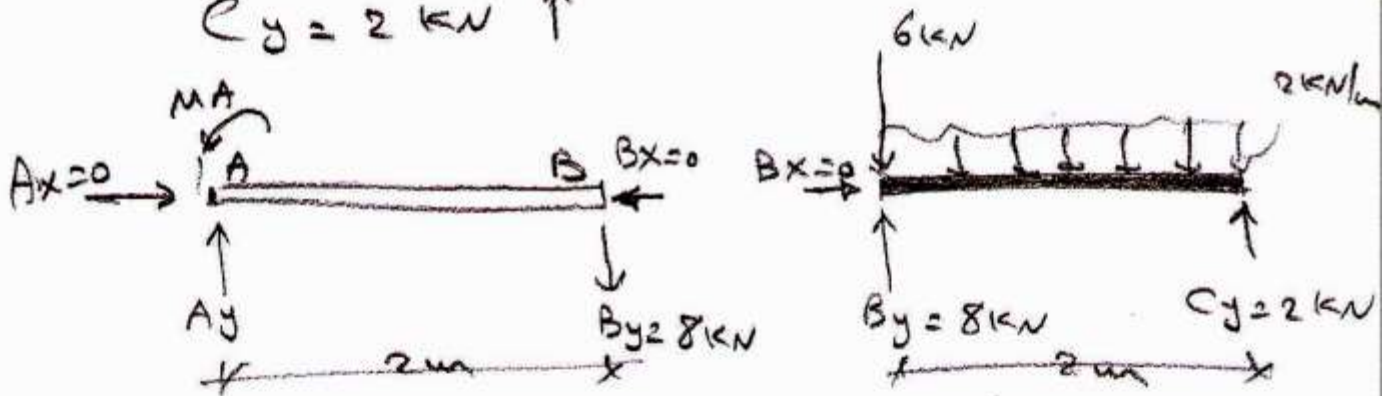 Cy = 2 KN ↑
6 KN
2 KN/m
MA
Ax=0
A
B
Bx=0
Bx=0
Ay
By = 8 KN
By = 8 KN
Cy = 2 KN
2 m
2 m